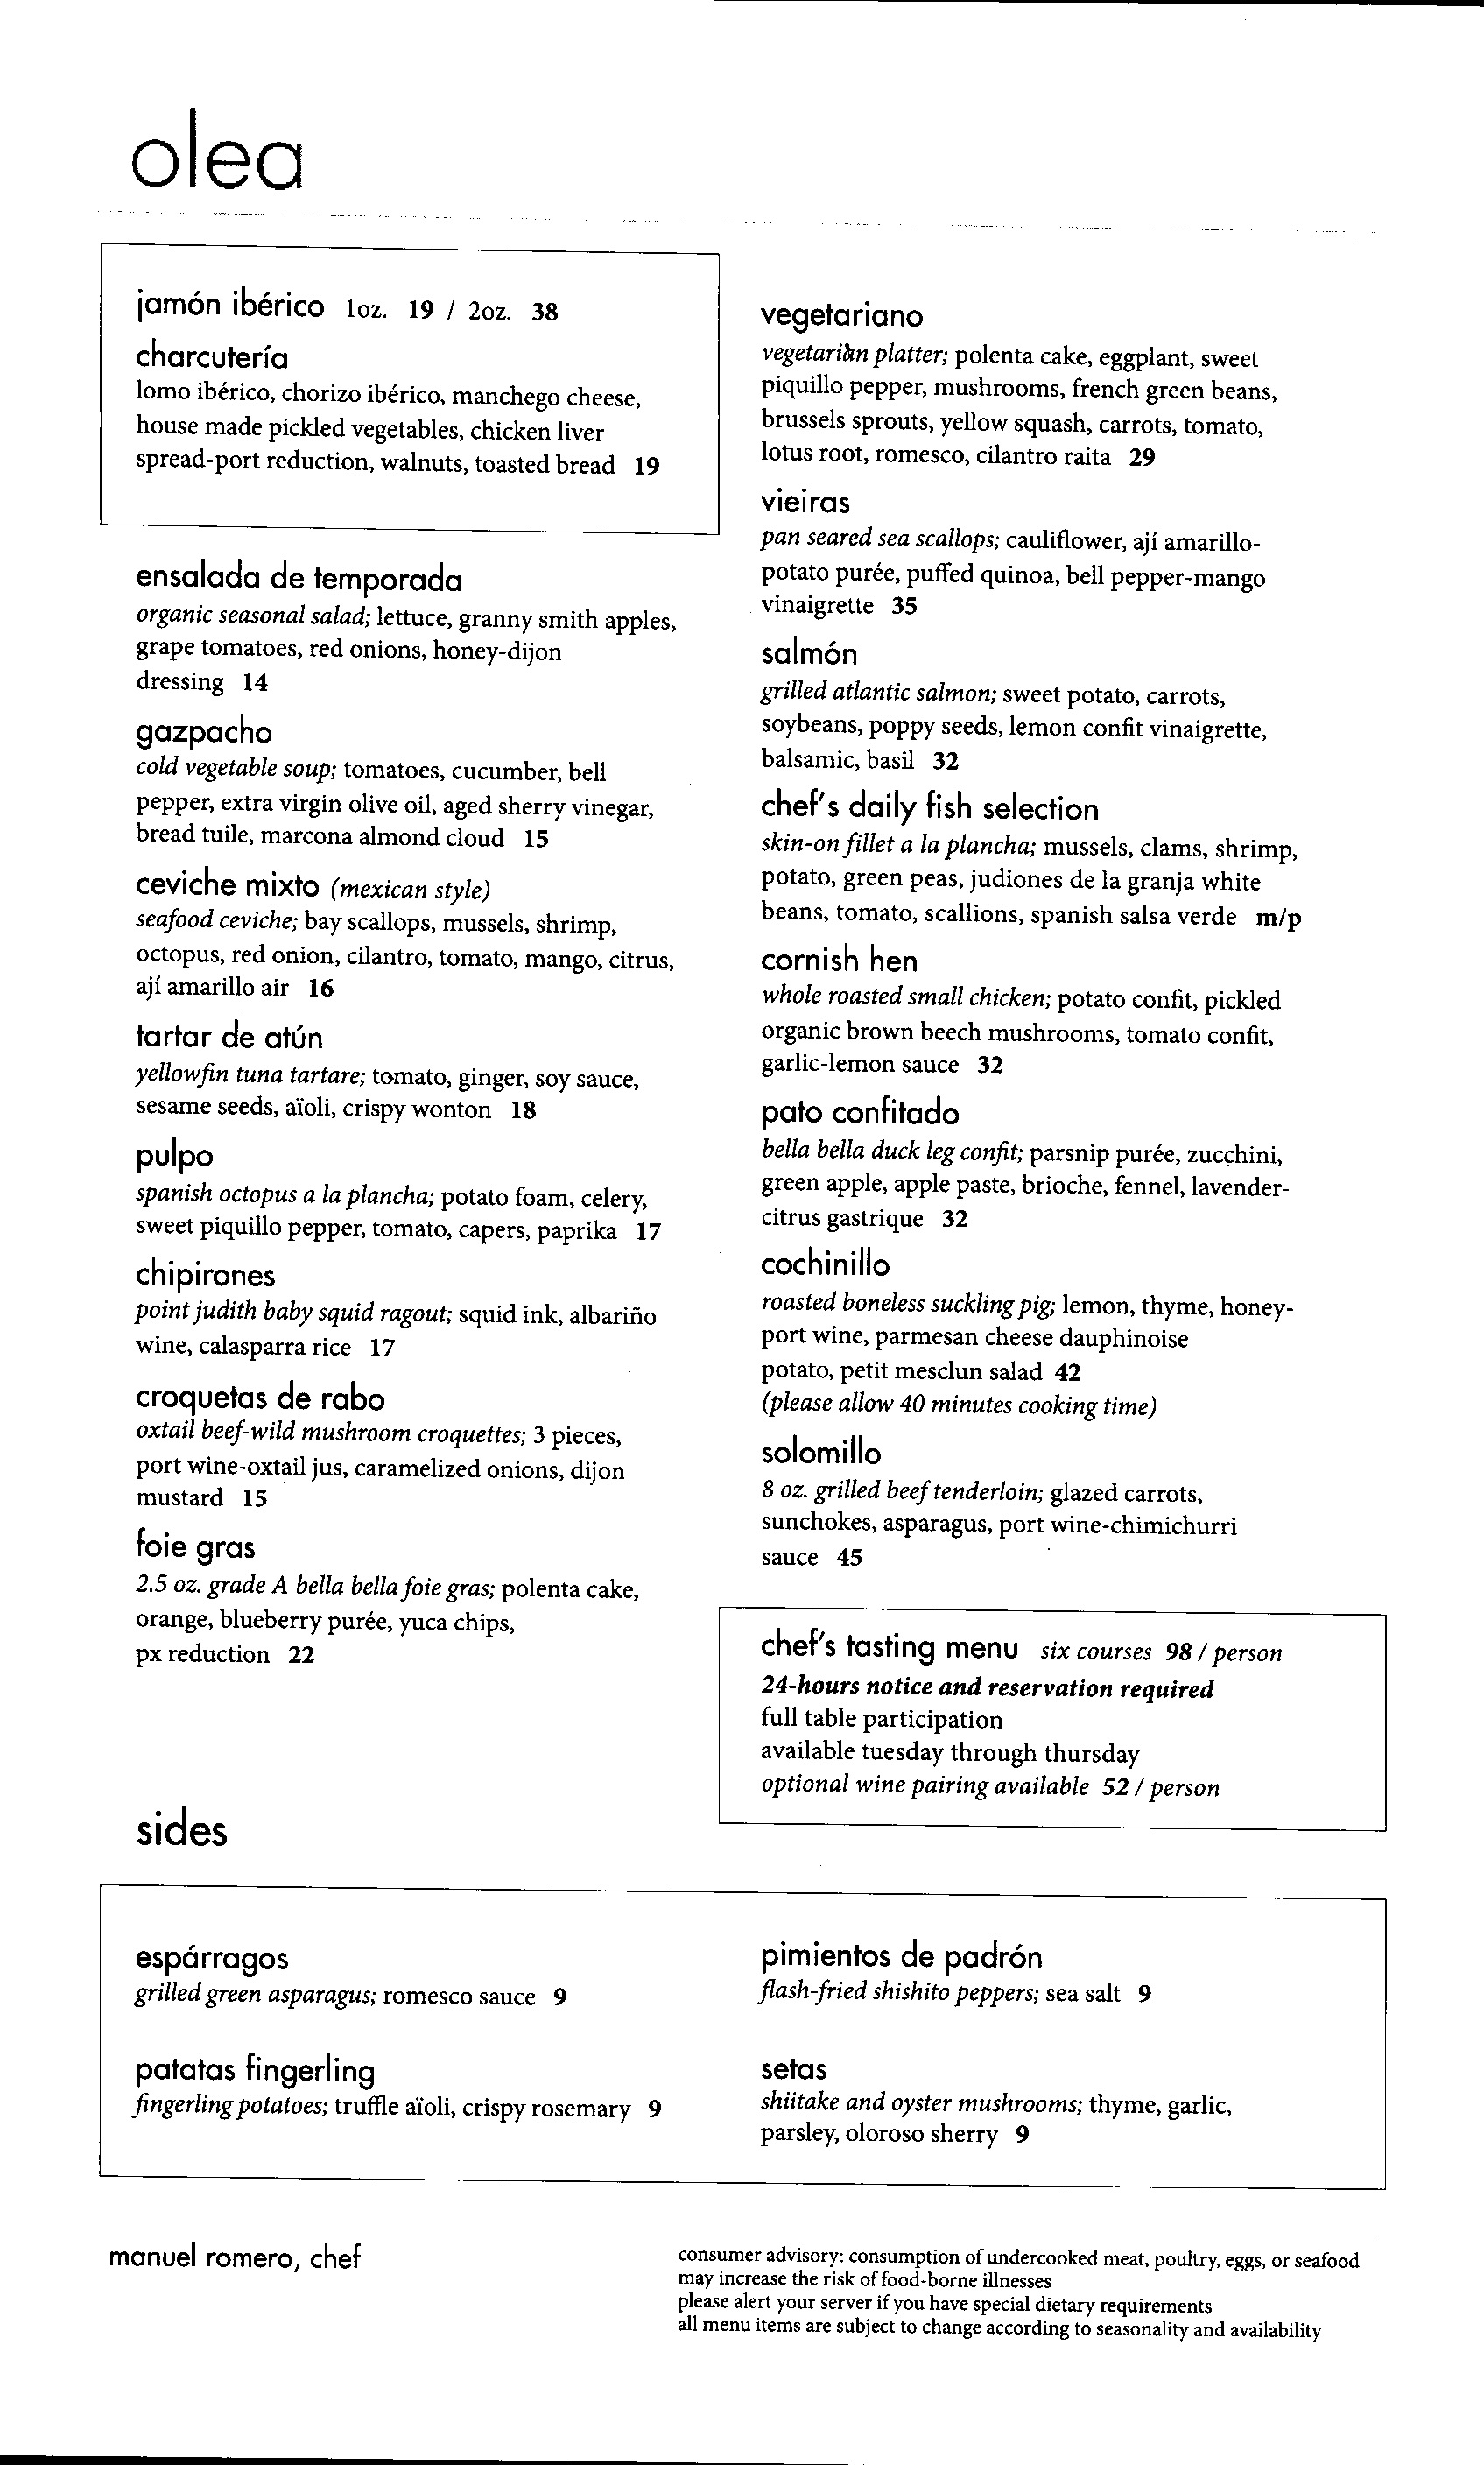 olea
jamón ibérico 1oz. 19 / 2oz. 38
charcutería
lomo ibérico, chorizo ibérico, manchego cheese,
house made pickled vegetables, chicken liver
spread-port reduction, walnuts, toasted bread 19
ensalada de temporada
organic seasonal salad; lettuce, granny smith apples,
grape tomatoes, red onions, honey-dijon
dressing 14
gazpacho
cold vegetable soup; tomatoes, cucumber, bell
pepper, extra virgin olive oil, aged sherry vinegar,
bread tuile, marcona almond cloud 15
ceviche mixto (mexican style)
seafood ceviche; bay scallops, mussels, shrimp,
octopus, red onion, cilantro, tomato, mango, citrus,
ají amarillo air 16
tartar de atún
yellowfin tuna tartare; tomato, ginger, soy sauce,
sesame seeds, aïoli, crispy wonton 18
pulpo
spanish octopus a la plancha; potato foam, celery,
sweet piquillo pepper, tomato, capers, paprika 17
chipirones
point judith baby squid ragout; squid ink, albariño
wine, calasparra rice 17
croquetas de rabo
oxtail beef-wild mushroom croquettes; 3 pieces,
port wine-oxtail jus, caramelized onions, dijon
mustard 15
foie gras
2.5 oz. grade A bella bella foie gras; polenta cake,
orange, blueberry purée, yuca chips,
px reduction 22
vegetariano
vegetarian platter; polenta cake, eggplant, sweet
piquillo pepper, mushrooms, french green beans,
brussels sprouts, yellow squash, carrots, tomato,
lotus root, romesco, cilantro raita 29
vieiras
pan seared sea scallops; cauliflower, ají amarillo-
potato purée, puffed quinoa, bell pepper-mango
vinaigrette 35
salmón
grilled atlantic salmon; sweet potato, carrots,
soybeans, poppy seeds, lemon confit vinaigrette,
balsamic, basil 32
chef's daily fish selection
skin-on fillet a la plancha; mussels, clams, shrimp,
potato, green peas, judiones de la granja white
beans, tomato, scallions, spanish salsa verde m/p
cornish hen
whole roasted small chicken; potato confit, pickled
organic brown beech mushrooms, tomato confit,
garlic-lemon sauce 32
pato confitado
bella bella duck leg confit; parsnip purée, zucchini,
green apple, apple paste, brioche, fennel, lavender-
citrus gastrique 32
cochinillo
roasted boneless suckling pig; lemon, thyme, honey-
port wine, parmesan cheese dauphinoise
potato, petit mesclun salad 42
(please allow 40 minutes cooking time)
solomillo
8 oz. grilled beef tenderloin; glazed carrots,
sunchokes, asparagus, port wine-chimichurri
sauce 45
chef's tasting menu six courses 98 / person
24-hours notice and reservation required
full table participation
available tuesday through thursday
optional wine pairing available 52 / person
sides
espárragos
grilled green asparagus; romesco sauce 9
patatas fingerling
fingerling potatoes; truffle aïoli, crispy rosemary 9
pimientos de padrón
flash-fried shishito peppers; sea salt 9
setas
shiitake and oyster mushrooms; thyme, garlic,
parsley, oloroso sherry 9
manuel romero, chef
consumer advisory: consumption of undercooked meat, poultry, eggs, or seafood
may increase the risk of food-borne illnesses
please alert your server if you have special dietary requirements
all menu items are subject to change according to seasonality and availability